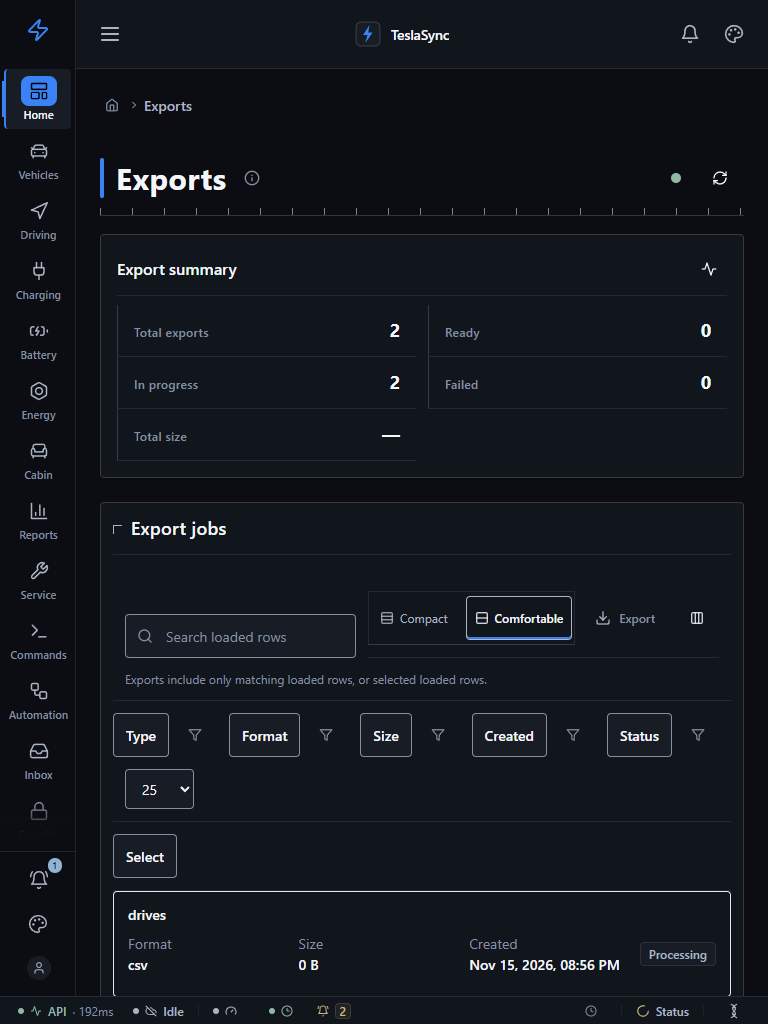 TeslaSync
Home
Vehicles
Driving
Charging
Battery
Energy
Cabin
Reports
Service
Commands
Automation
Inbox
1
Exports
Exports
Export summary
Total exports 2
Ready 0
In progress 2
Failed 0
Total size —
Export jobs
Search loaded rows
Compact
Comfortable
Export
Exports include only matching loaded rows, or selected loaded rows.
Type
Format
Size
Created
Status
25
Select
drives
Format
Size
Created
csv
0 B
Nov 15, 2026, 08:56 PM
Processing
API · 192ms
Idle
2
Status